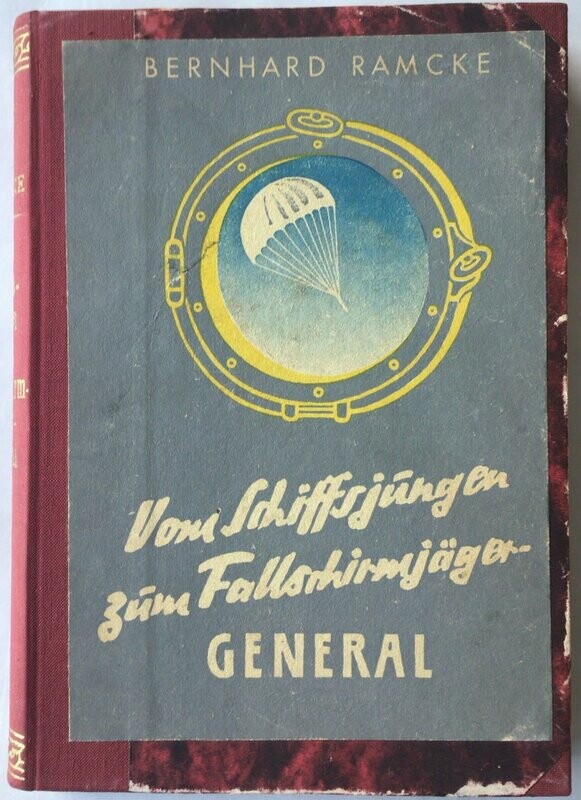 BERNHARD RAMCKE
Vom Schiffsjungen
zum Fallschirmjäger-
GENERAL